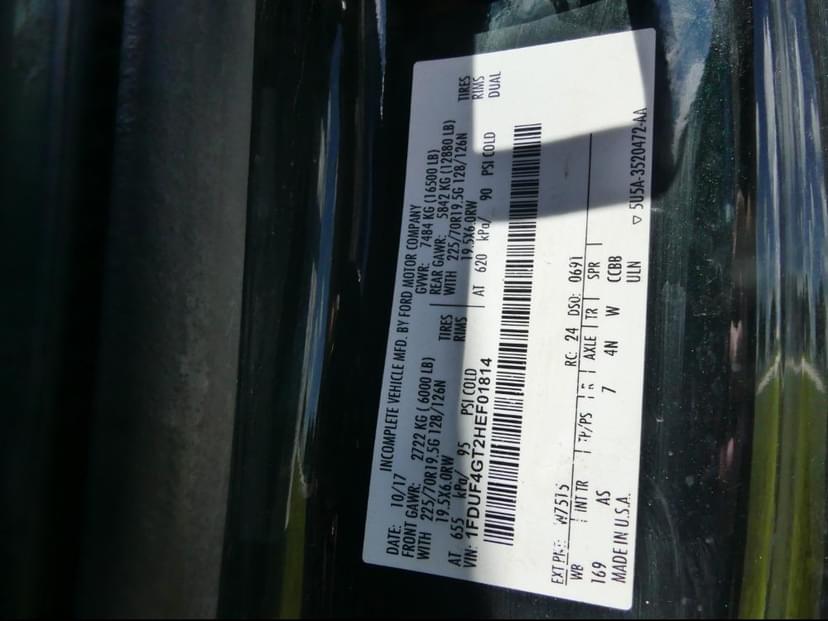 INCOMPLETE VEHICLE MFD. BY FORD MOTOR COMPANY
DATE: 10/17 GVWR: 7484 KG (16500 LB)
FRONT GAWR: 2722 KG ( 6000 LB) REAR GAWR: 5842 KG (12880 LB)
WITH 225/70R19.5G 128/126N TIRES WITH 225/70R19.5G 128/126N TIRES
19.5X6.0RW RIMS 19.5X6.0RW RIMS
AT 655 kPa/ 95 PSI COLD AT 620 kPa/ 90 PSI COLD DUAL
VIN: 1FDUF4GT2HEF01814
EXT PNT: RC: 24 DSO: 0691
WB INT TR TP/PS R AXLE TR SPR
169 AS 7 4N W CCBB
MADE IN U.S.A. ULN
▽ 5U5A-3520472-AA